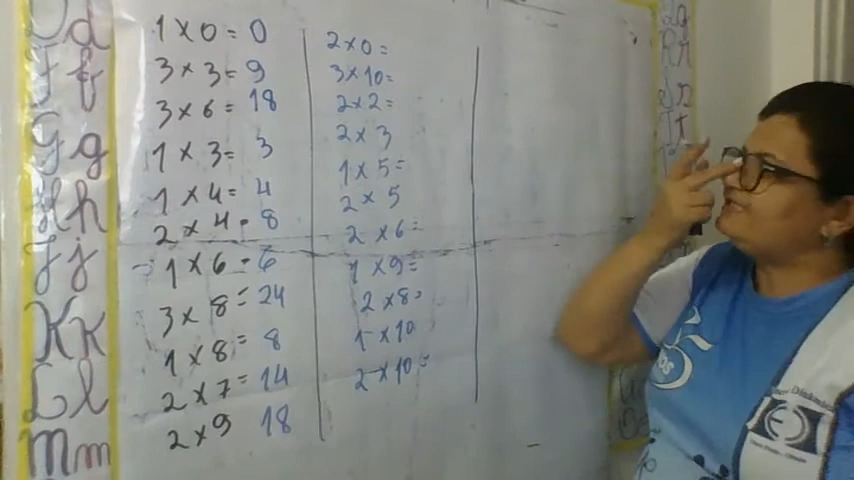 Dd
Ff
Gg
Hh
Jj
Kk
Ll
Mm
1 x 0 = 0
3 x 3 = 9
3 x 6 = 18
1 x 3 = 3
1 x 4 = 4
2 x 4 = 8
1 x 6 = 6
3 x 8 = 24
1 x 8 = 8
2 x 7 = 14
2 x 9 18
2 x 0 =
3 x 10 =
2 x 2 =
2 x 3
1 x 5 =
2 x 5
2 x 6 =
1 x 9 =
2 x 8 =
1 x 10
2 x 10 =